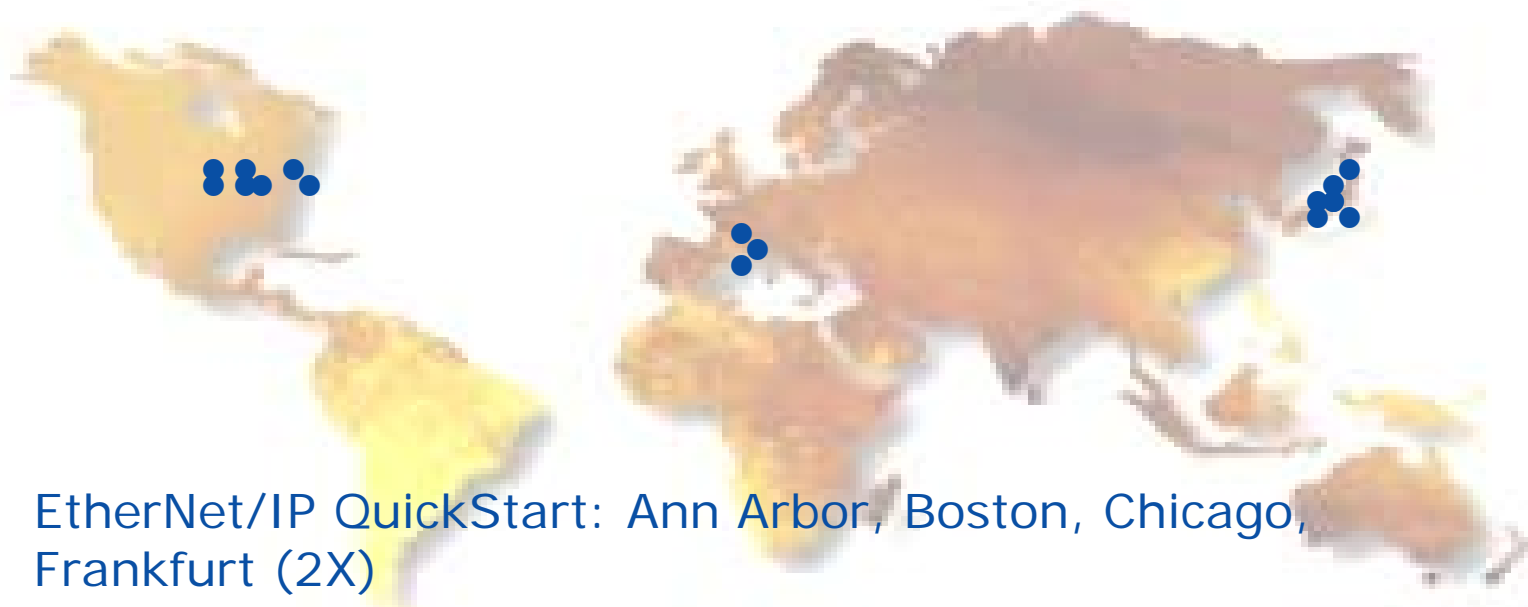 EtherNet/IP QuickStart: Ann Arbor, Boston, Chicago,
Frankfurt (2X)